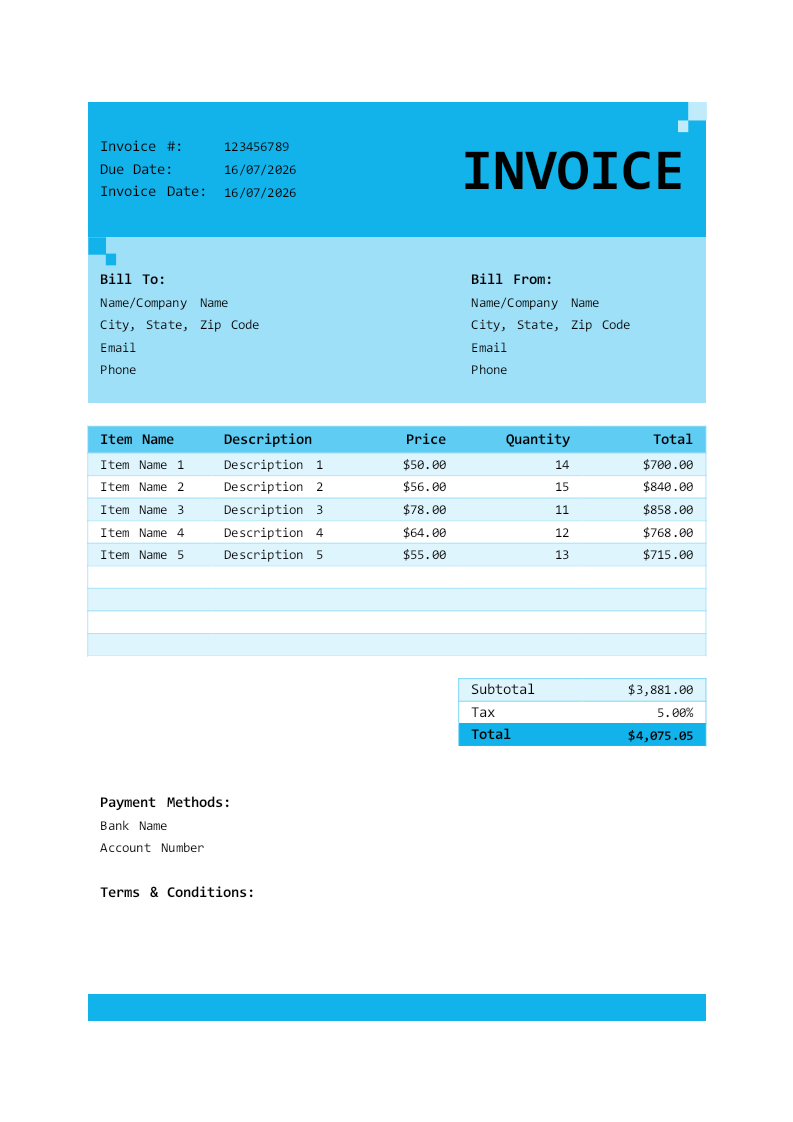 Invoice #: 123456789
Due Date: 16/07/2026
Invoice Date: 16/07/2026
INVOICE
Bill To:
Name/Company Name
City, State, Zip Code
Email
Phone
Bill From:
Name/Company Name
City, State, Zip Code
Email
Phone
Item Name Description Price Quantity Total
Item Name 1 Description 1 $50.00 14 $700.00
Item Name 2 Description 2 $56.00 15 $840.00
Item Name 3 Description 3 $78.00 11 $858.00
Item Name 4 Description 4 $64.00 12 $768.00
Item Name 5 Description 5 $55.00 13 $715.00
Subtotal $3,881.00
Tax 5.00%
Total $4,075.05
Payment Methods:
Bank Name
Account Number
Terms & Conditions: